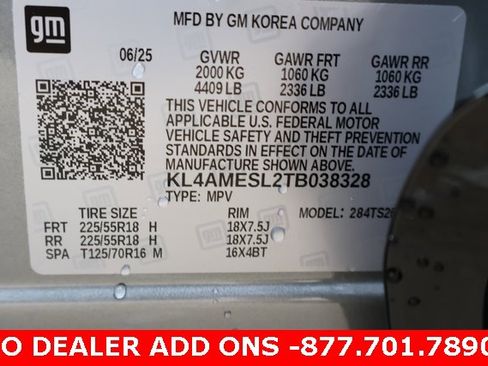 gm
MFD BY GM KOREA COMPANY
06/25 GVWR GAWR FRT GAWR RR
2000 KG 1060 KG 1060 KG
4409 LB 2336 LB 2336 LB
THIS VEHICLE CONFORMS TO ALL
APPLICABLE U.S. FEDERAL MOTOR
VEHICLE SAFETY AND THEFT PREVENTION
STANDARDS IN EFFECT ON THE DATE OF
MANUFACTURE SHOWN ABOVE.
KL4AMESL2TB038328
TYPE: MPV
TIRE SIZE RIM MODEL: 284TS26
FRT 225/55R18 H 18X7.5J
RR 225/55R18 H 18X7.5J
SPA T125/70R16 M 16X4BT
O DEALER ADD ONS -877.701.7890